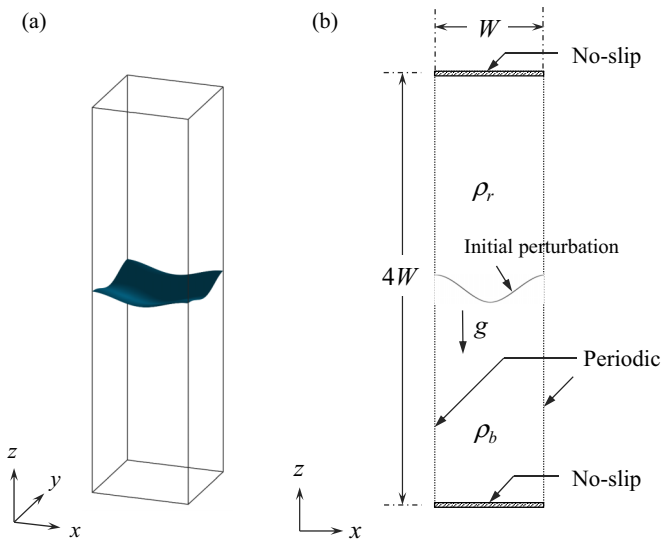 (a)
(b)
W
No-slip
ρr
Initial perturbation
4W
g
Periodic
ρb
No-slip
z
y
x
z
x